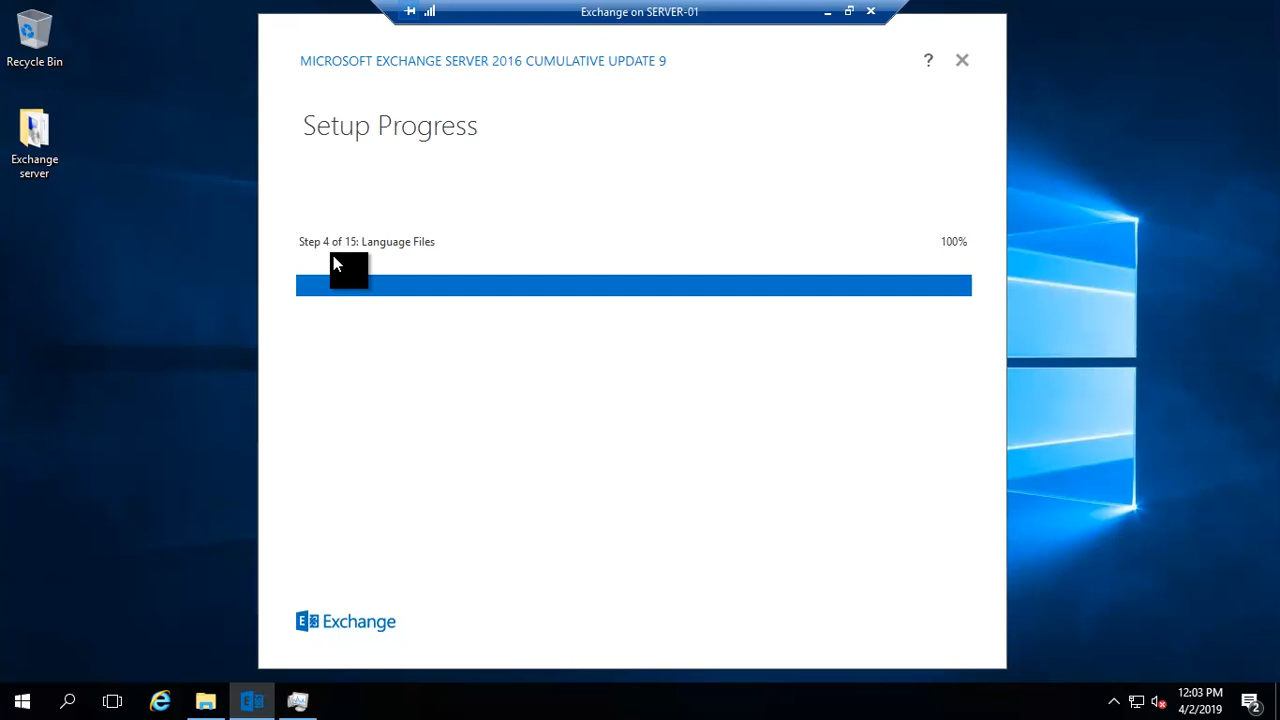 Exchange on SERVER-01
Recycle Bin
Exchange
server
MICROSOFT EXCHANGE SERVER 2016 CUMULATIVE UPDATE 9
?
Setup Progress
Step 4 of 15: Language Files
100%
Exchange
12:03 PM
4/2/2019
2